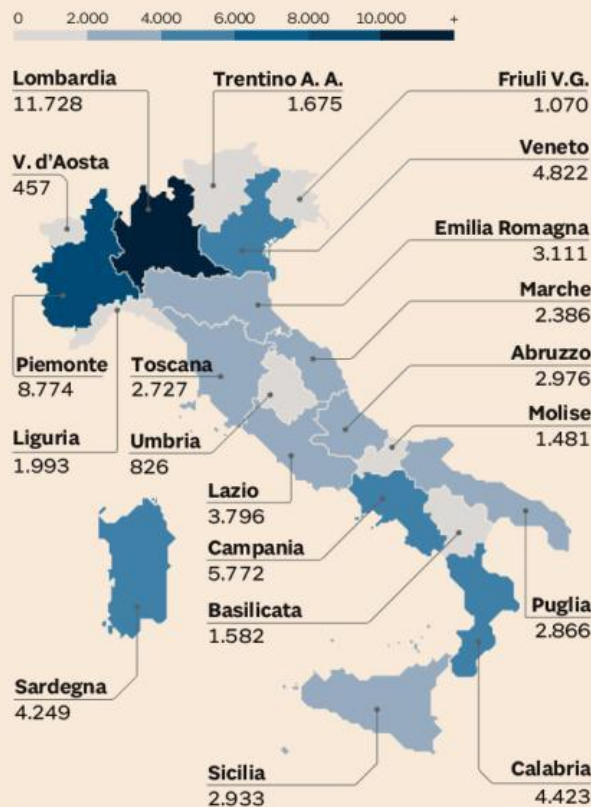 0 2.000 4.000 6.000 8.000 10.000 +
Lombardia
11.728
Trentino A. A.
1.675
Friuli V.G.
1.070
V. d'Aosta
457
Veneto
4.822
Emilia Romagna
3.111
Marche
2.386
Piemonte
8.774
Toscana
2.727
Abruzzo
2.976
Liguria
1.993
Umbria
826
Molise
1.481
Lazio
3.796
Campania
5.772
Basilicata
1.582
Puglia
2.866
Sardegna
4.249
Sicilia
2.933
Calabria
4.423